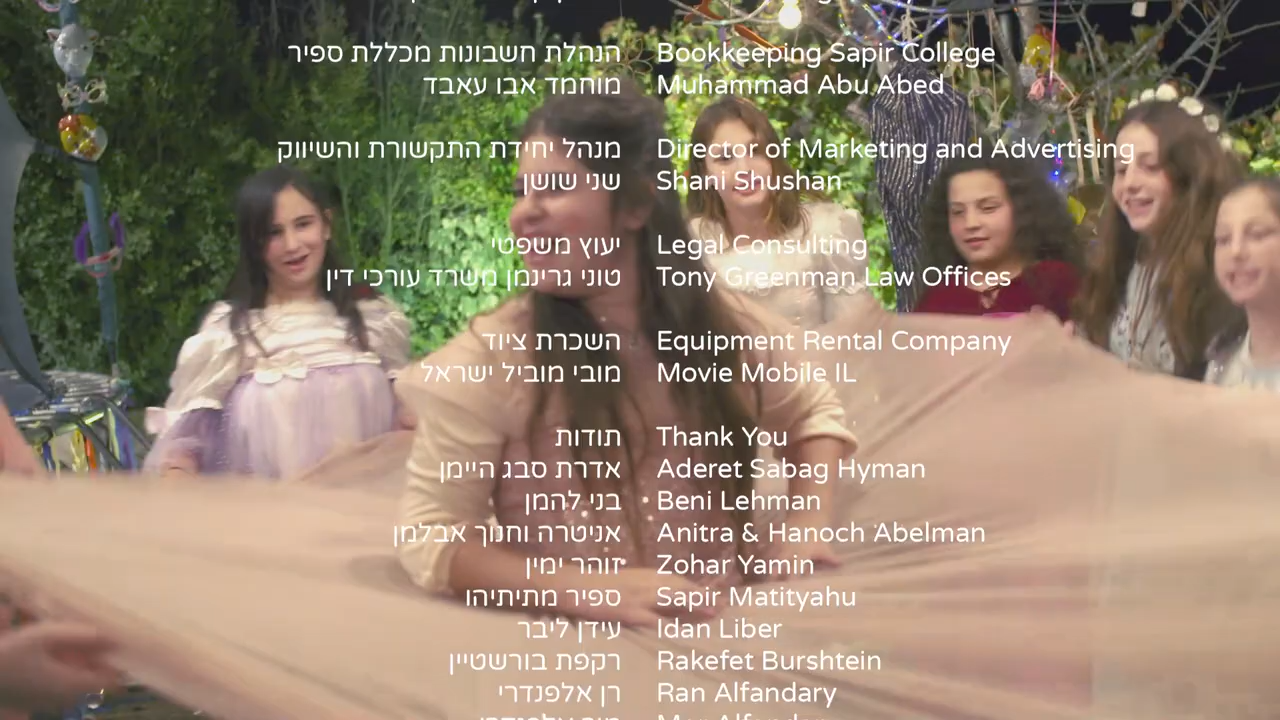 הנהלת חשבונות מכללת ספיר Bookkeeping Sapir College
מוחמד אבו עאבד Muhammad Abu Abed
מנהל יחידת התקשורת והשיווק Director of Marketing and Advertising
שני שושן Shani Shushan
יעוץ משפטי Legal Consulting
טוני גרינמן משרד עורכי דין Tony Greenman Law Offices
השכרת ציוד Equipment Rental Company
מובי מוביל ישראל Movie Mobile IL
תודות Thank You
אדרת סבג היימן Aderet Sabag Hyman
בני להמן Beni Lehman
אניטרה וחנוך אבלמן Anitra & Hanoch Abelman
זוהר ימין Zohar Yamin
ספיר מתיתיהו Sapir Matityahu
עידן ליבר Idan Liber
רקפת בורשטיין Rakefet Burshtein
רן אלפנדרי Ran Alfandary